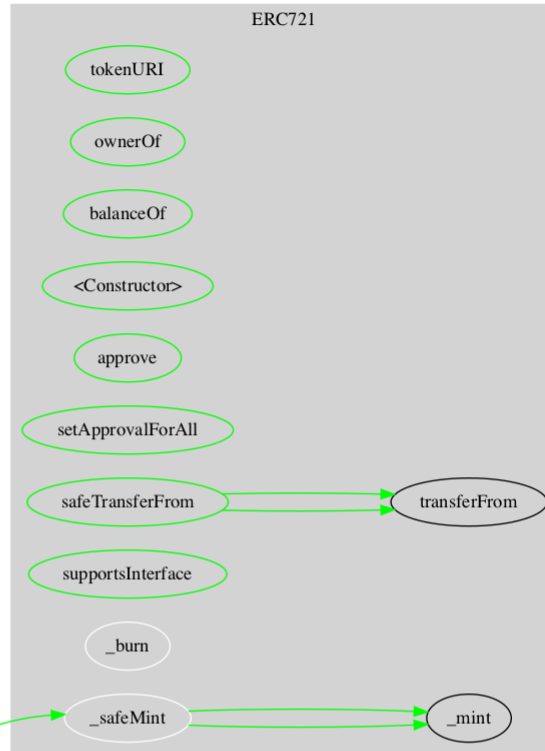 ERC721
tokenURI
ownerOf
balanceOf
<Constructor>
approve
setApprovalForAll
safeTransferFrom
transferFrom
supportsInterface
_burn
_safeMint
_mint